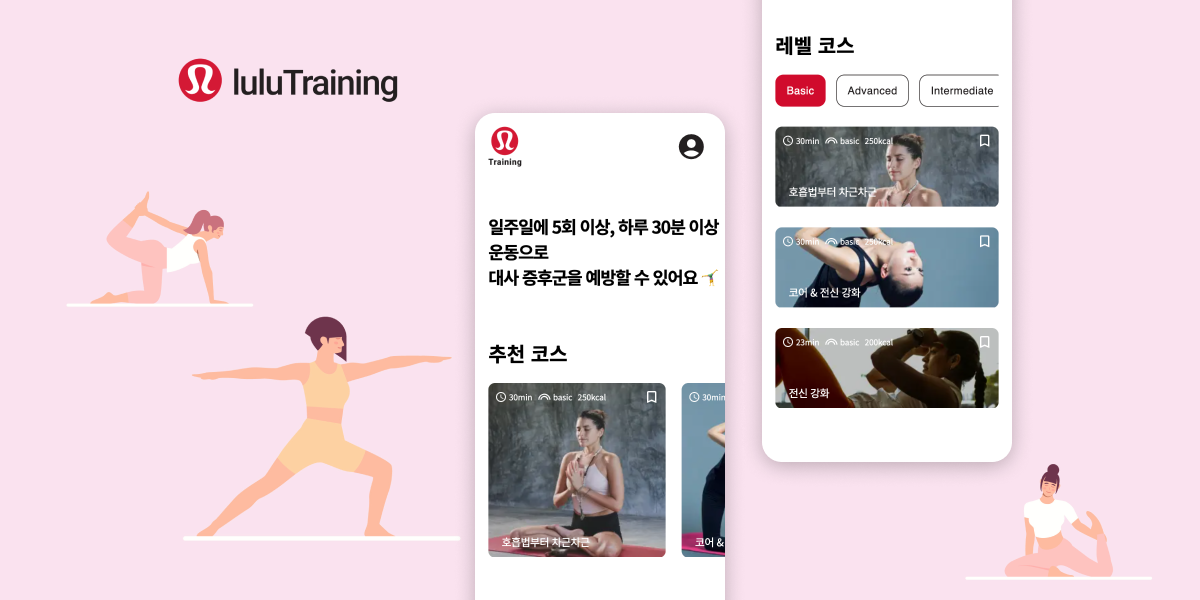 luluTraining
Training
일주일에 5회 이상, 하루 30분 이상
운동으로
대사 증후군을 예방할 수 있어요
추천 코스
30min basic 250kcal
호흡법부터 차근차근
30min
코어 &
레벨 코스
Basic Advanced Intermediate
30min basic 250kcal
호흡법부터 차근차근
30min basic 250kcal
코어 & 전신 강화
23min basic 200kcal
전신 강화